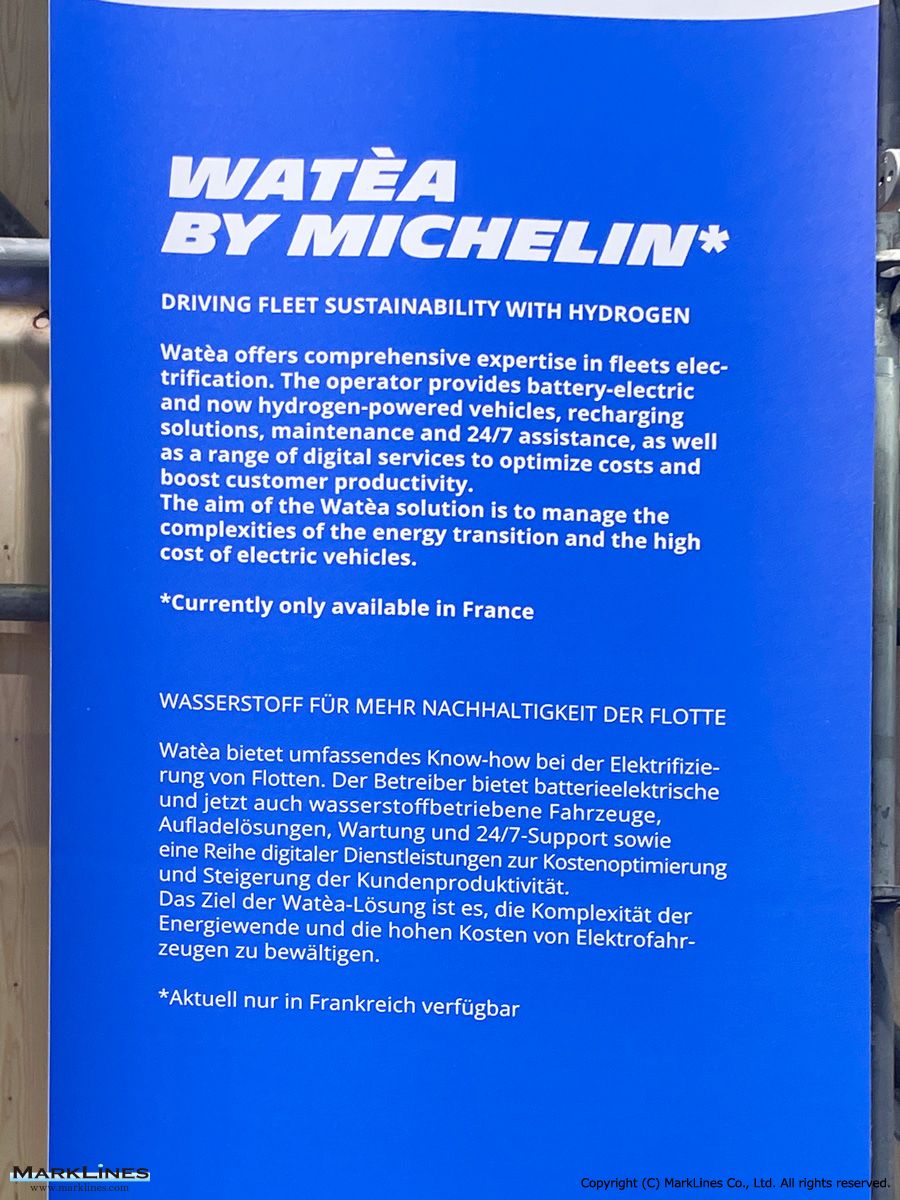 WATÈA
BY MICHELIN*
DRIVING FLEET SUSTAINABILITY WITH HYDROGEN
Watèa offers comprehensive expertise in fleets elec-
trification. The operator provides battery-electric
and now hydrogen-powered vehicles, recharging
solutions, maintenance and 24/7 assistance, as well
as a range of digital services to optimize costs and
boost customer productivity.
The aim of the Watèa solution is to manage the
complexities of the energy transition and the high
cost of electric vehicles.
*Currently only available in France
WASSERSTOFF FÜR MEHR NACHHALTIGKEIT DER FLOTTE
Watèa bietet umfassendes Know-how bei der Elektrifizie-
rung von Flotten. Der Betreiber bietet batterieelektrische
und jetzt auch wasserstoffbetriebene Fahrzeuge,
Aufladelösungen, Wartung und 24/7-Support sowie
eine Reihe digitaler Dienstleistungen zur Kostenoptimierung
und Steigerung der Kundenproduktivität.
Das Ziel der Watèa-Lösung ist es, die Komplexität der
Energiewende und die hohen Kosten von Elektrofahr-
zeugen zu bewältigen.
*Aktuell nur in Frankreich verfügbar
MARKLINES
www.marklines.com
Copyright (C) MarkLines Co., Ltd. All rights reserved.